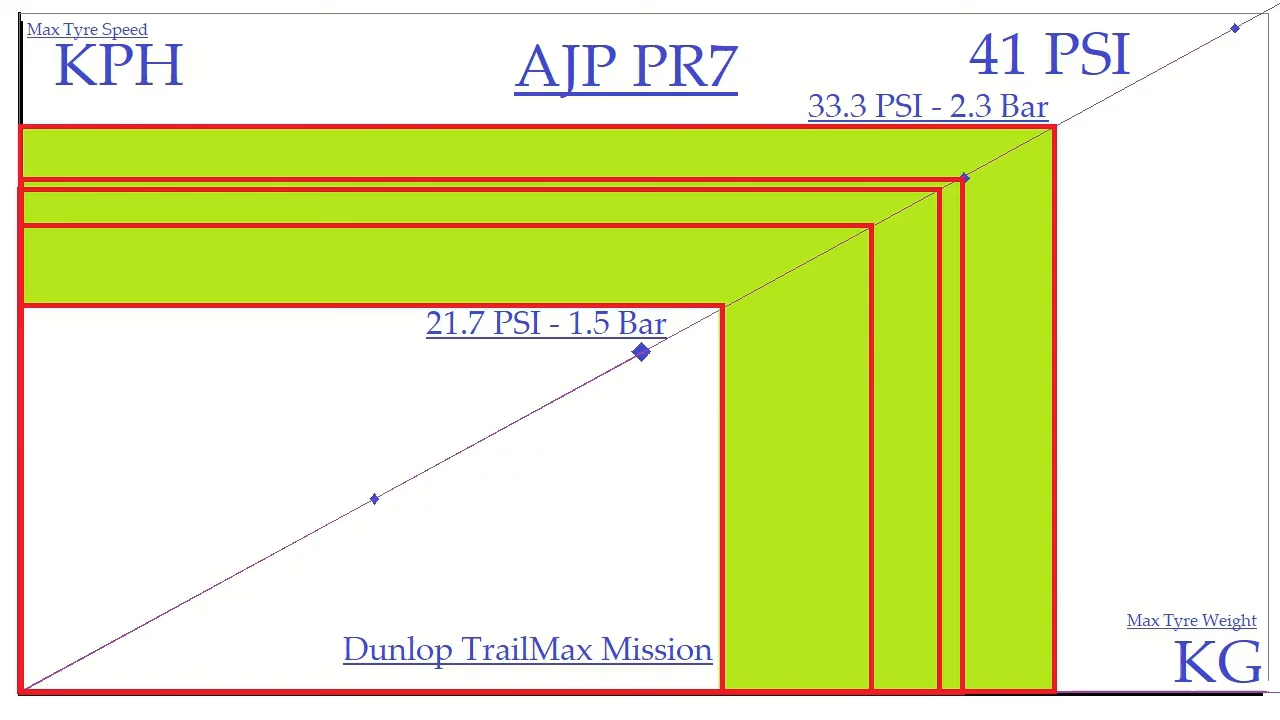 Max Tyre Speed
KPH
AJP PR7
41 PSI
33.3 PSI - 2.3 Bar
21.7 PSI - 1.5 Bar
Dunlop TrailMax Mission
Max Tyre Weight
KG